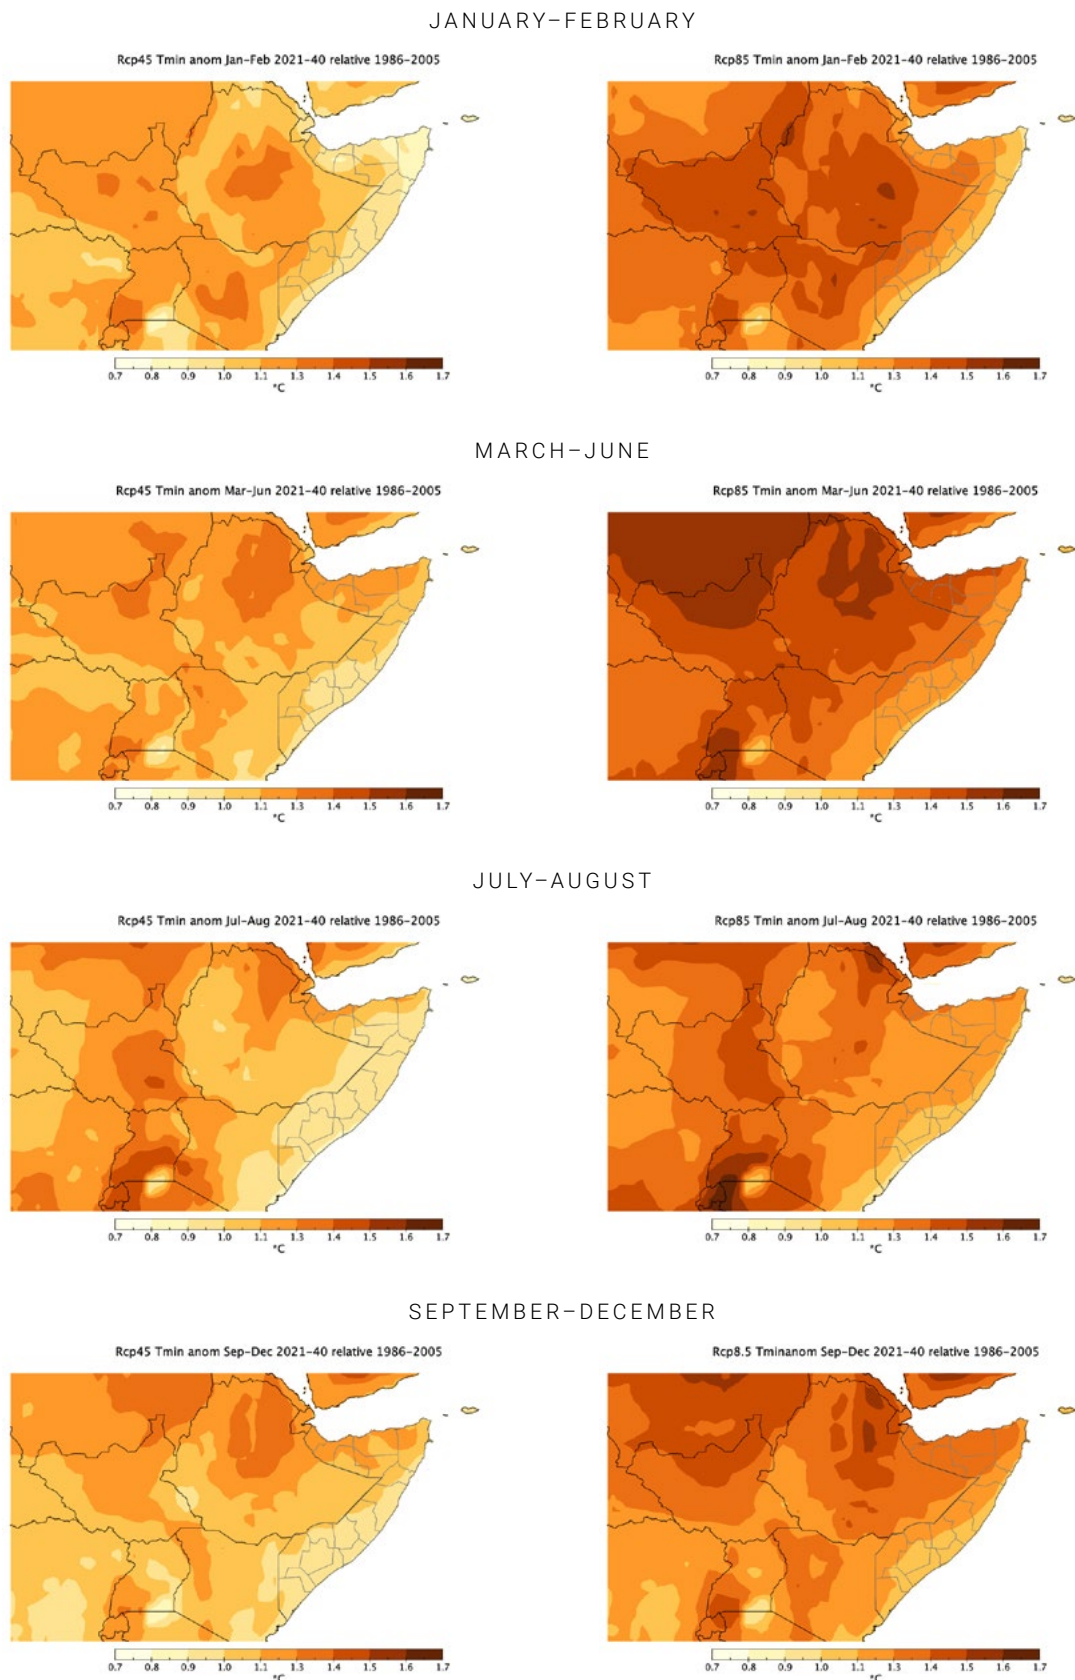 JANUARY–FEBRUARY
Rcp45 Tmin anom Jan-Feb 2021-40 relative 1986-2005
Rcp85 Tmin anom Jan-Feb 2021-40 relative 1986-2005
0.7 0.8 0.9 1.0 1.1 1.3 1.4 1.5 1.6 1.7
°C
0.7 0.8 0.9 1.0 1.1 1.3 1.4 1.5 1.6 1.7
°C
MARCH–JUNE
Rcp45 Tmin anom Mar-Jun 2021-40 relative 1986-2005
Rcp85 Tmin anom Mar-Jun 2021-40 relative 1986-2005
0.7 0.8 0.9 1.0 1.1 1.3 1.4 1.5 1.6 1.7
°C
0.7 0.8 0.9 1.0 1.1 1.3 1.4 1.5 1.6 1.7
°C
JULY–AUGUST
Rcp45 Tmin anom Jul-Aug 2021-40 relative 1986-2005
Rcp85 Tmin anom Jul-Aug 2021-40 relative 1986-2005
0.7 0.8 0.9 1.0 1.1 1.3 1.4 1.5 1.6 1.7
°C
0.7 0.8 0.9 1.0 1.1 1.3 1.4 1.5 1.6 1.7
°C
SEPTEMBER–DECEMBER
Rcp45 Tmin anom Sep-Dec 2021-40 relative 1986-2005
Rcp8.5 Tminanom Sep-Dec 2021-40 relative 1986-2005
0.7 0.8 0.9 1.0 1.1 1.3 1.4 1.5 1.6 1.7
°C
0.7 0.8 0.9 1.0 1.1 1.3 1.4 1.5 1.6 1.7
°C